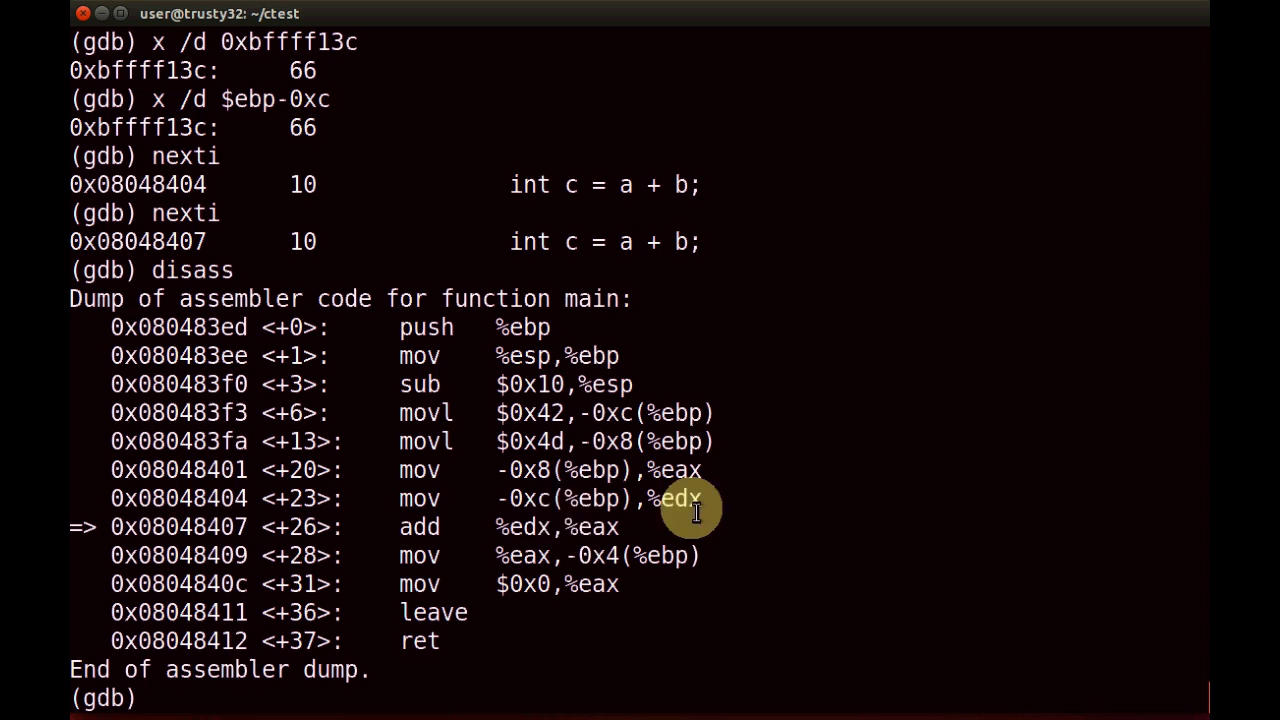 user@trusty32: ~/ctest
(gdb) x /d 0xbffff13c
0xbffff13c:     66
(gdb) x /d $ebp-0xc
0xbffff13c:     66
(gdb) nexti
0x08048404      10              int c = a + b;
(gdb) nexti
0x08048407      10              int c = a + b;
(gdb) disass
Dump of assembler code for function main:
   0x080483ed <+0>:     push   %ebp
   0x080483ee <+1>:     mov    %esp,%ebp
   0x080483f0 <+3>:     sub    $0x10,%esp
   0x080483f3 <+6>:     movl   $0x42,-0xc(%ebp)
   0x080483fa <+13>:    movl   $0x4d,-0x8(%ebp)
   0x08048401 <+20>:    mov    -0x8(%ebp),%eax
   0x08048404 <+23>:    mov    -0xc(%ebp),%edx
=> 0x08048407 <+26>:    add    %edx,%eax
   0x08048409 <+28>:    mov    %eax,-0x4(%ebp)
   0x0804840c <+31>:    mov    $0x0,%eax
   0x08048411 <+36>:    leave
   0x08048412 <+37>:    ret
End of assembler dump.
(gdb)